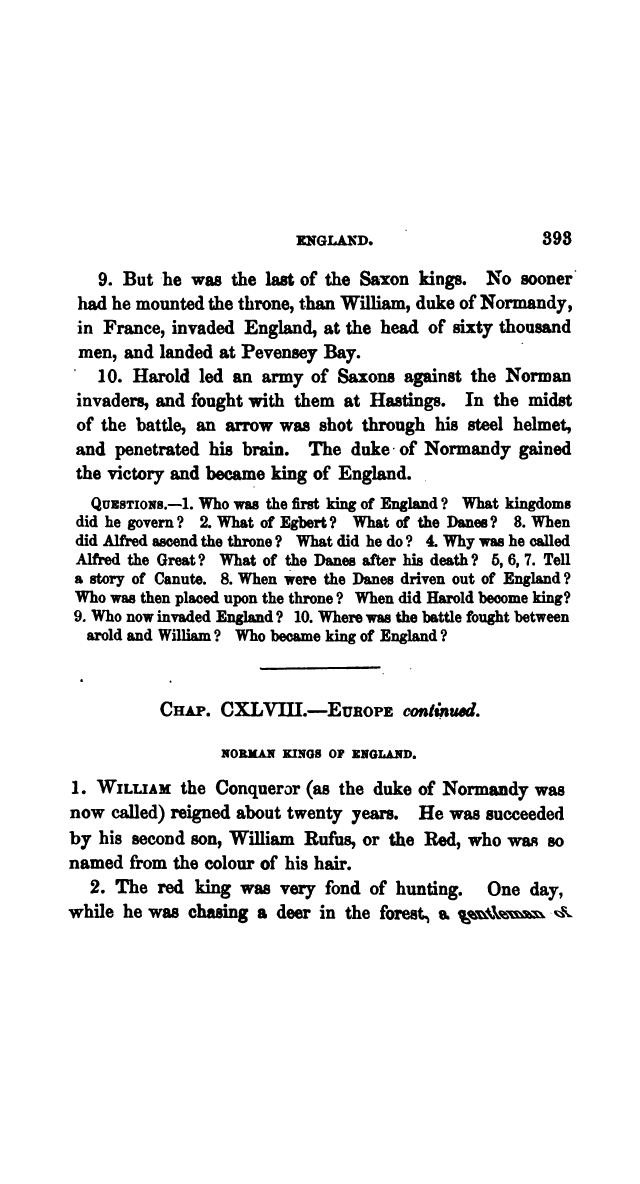 ENGLAND. 393
9. But he was the last of the Saxon kings. No sooner
had he mounted the throne, than William, duke of Normandy,
in France, invaded England, at the head of sixty thousand
men, and landed at Pevensey Bay.
10. Harold led an army of Saxons against the Norman
invaders, and fought with them at Hastings. In the midst
of the battle, an arrow was shot through his steel helmet,
and penetrated his brain. The duke of Normandy gained
the victory and became king of England.
QUESTIONS.—1. Who was the first king of England? What kingdoms
did he govern? 2. What of Egbert? What of the Danes? 3. When
did Alfred ascend the throne? What did he do? 4. Why was he called
Alfred the Great? What of the Danes after his death? 5, 6, 7. Tell
a story of Canute. 8. When were the Danes driven out of England?
Who was then placed upon the throne? When did Harold become king?
9. Who now invaded England? 10. Where was the battle fought between
arold and William? Who became king of England?
CHAP. CXLVIII.—EUROPE continued.
NORMAN KINGS OF ENGLAND.
1. WILLIAM the Conqueror (as the duke of Normandy was
now called) reigned about twenty years. He was succeeded
by his second son, William Rufus, or the Red, who was so
named from the colour of his hair.
2. The red king was very fond of hunting. One day,
while he was chasing a deer in the forest, a gentleman of